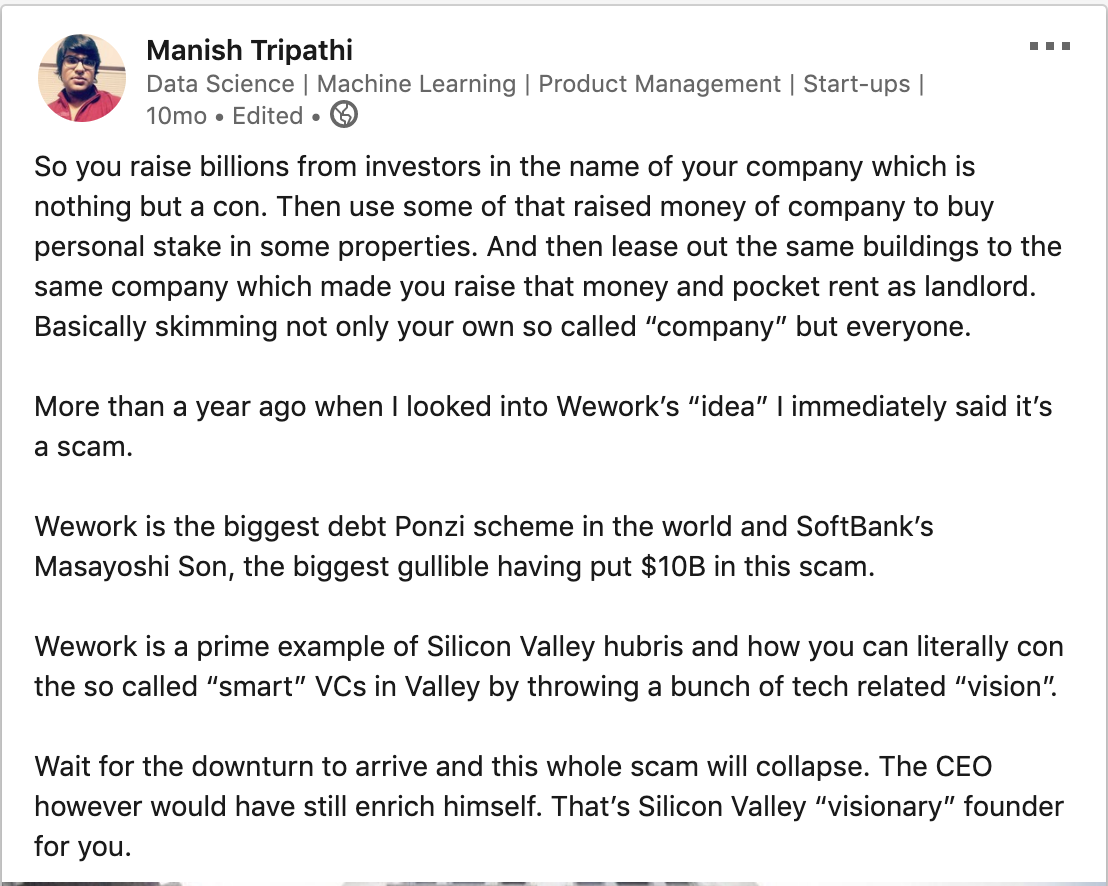 Manish Tripathi
Data Science | Machine Learning | Product Management | Start-ups |
10mo • Edited •
So you raise billions from investors in the name of your company which is
nothing but a con. Then use some of that raised money of company to buy
personal stake in some properties. And then lease out the same buildings to the
same company which made you raise that money and pocket rent as landlord.
Basically skimming not only your own so called “company” but everyone.
More than a year ago when I looked into Wework’s “idea” I immediately said it’s
a scam.
Wework is the biggest debt Ponzi scheme in the world and SoftBank’s
Masayoshi Son, the biggest gullible having put $10B in this scam.
Wework is a prime example of Silicon Valley hubris and how you can literally con
the so called “smart” VCs in Valley by throwing a bunch of tech related “vision”.
Wait for the downturn to arrive and this whole scam will collapse. The CEO
however would have still enrich himself. That’s Silicon Valley “visionary” founder
for you.